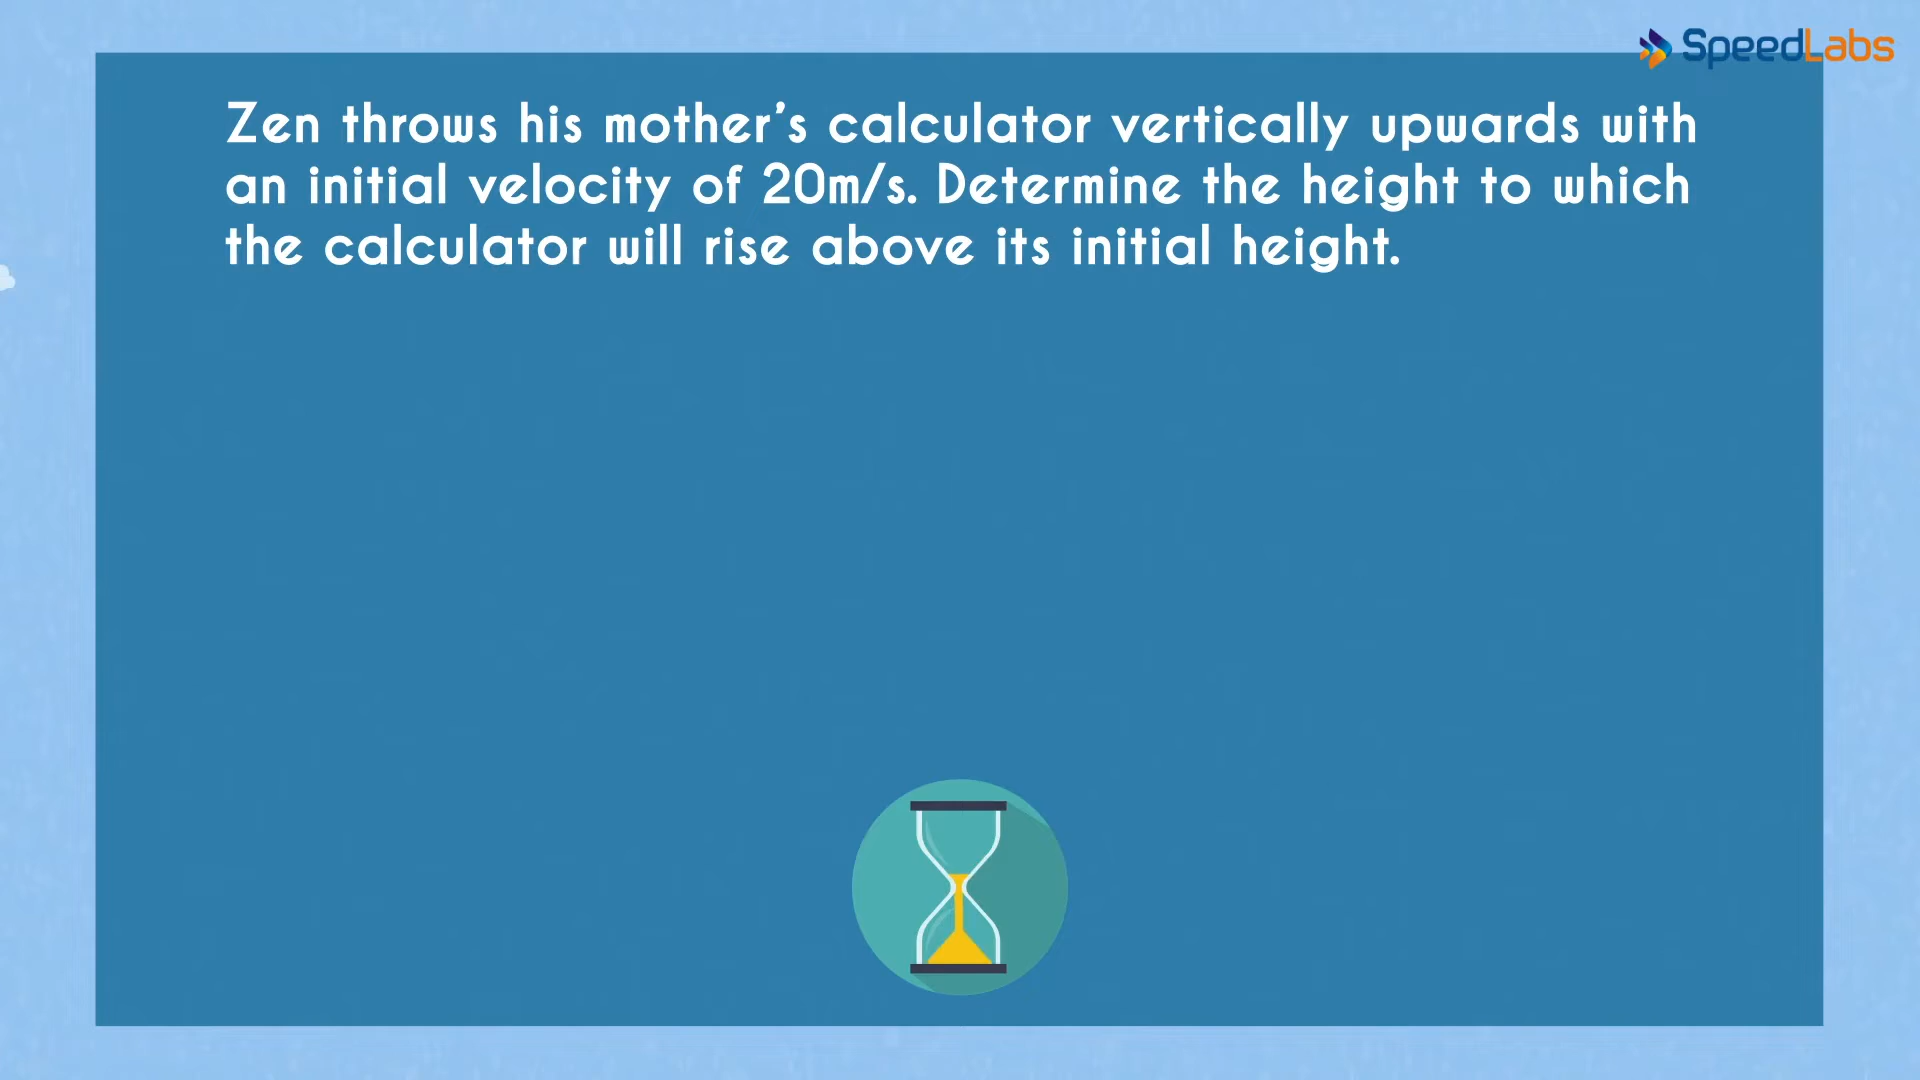 SpeedLabs
Zen throws his mother’s calculator vertically upwards with
an initial velocity of 20m/s. Determine the height to which
the calculator will rise above its initial height.